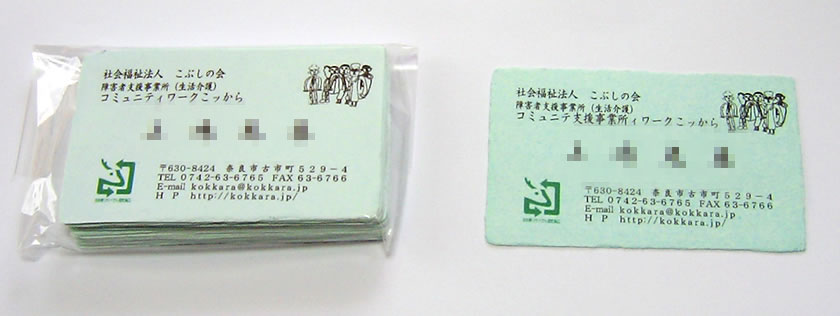 社会福祉法人 こぶしの会
障害者支援事業所（生活介護）
コミュニティワークこッから
〒630-8424 奈良市古市町529-4
TEL 0742-63-6765 FAX 63-6766
E-mail kokkara@kokkara.jp
H P http://kokkara.jp/
社会福祉法人 こぶしの会
障害者支援事業所（生活介護）
コミュニテ支援事業所ィワークこッから
〒630-8424 奈良市古市町529-4
TEL 0742-63-6765 FAX 63-6766
E-mail kokkara@kokkara.jp
H P http://kokkara.jp/